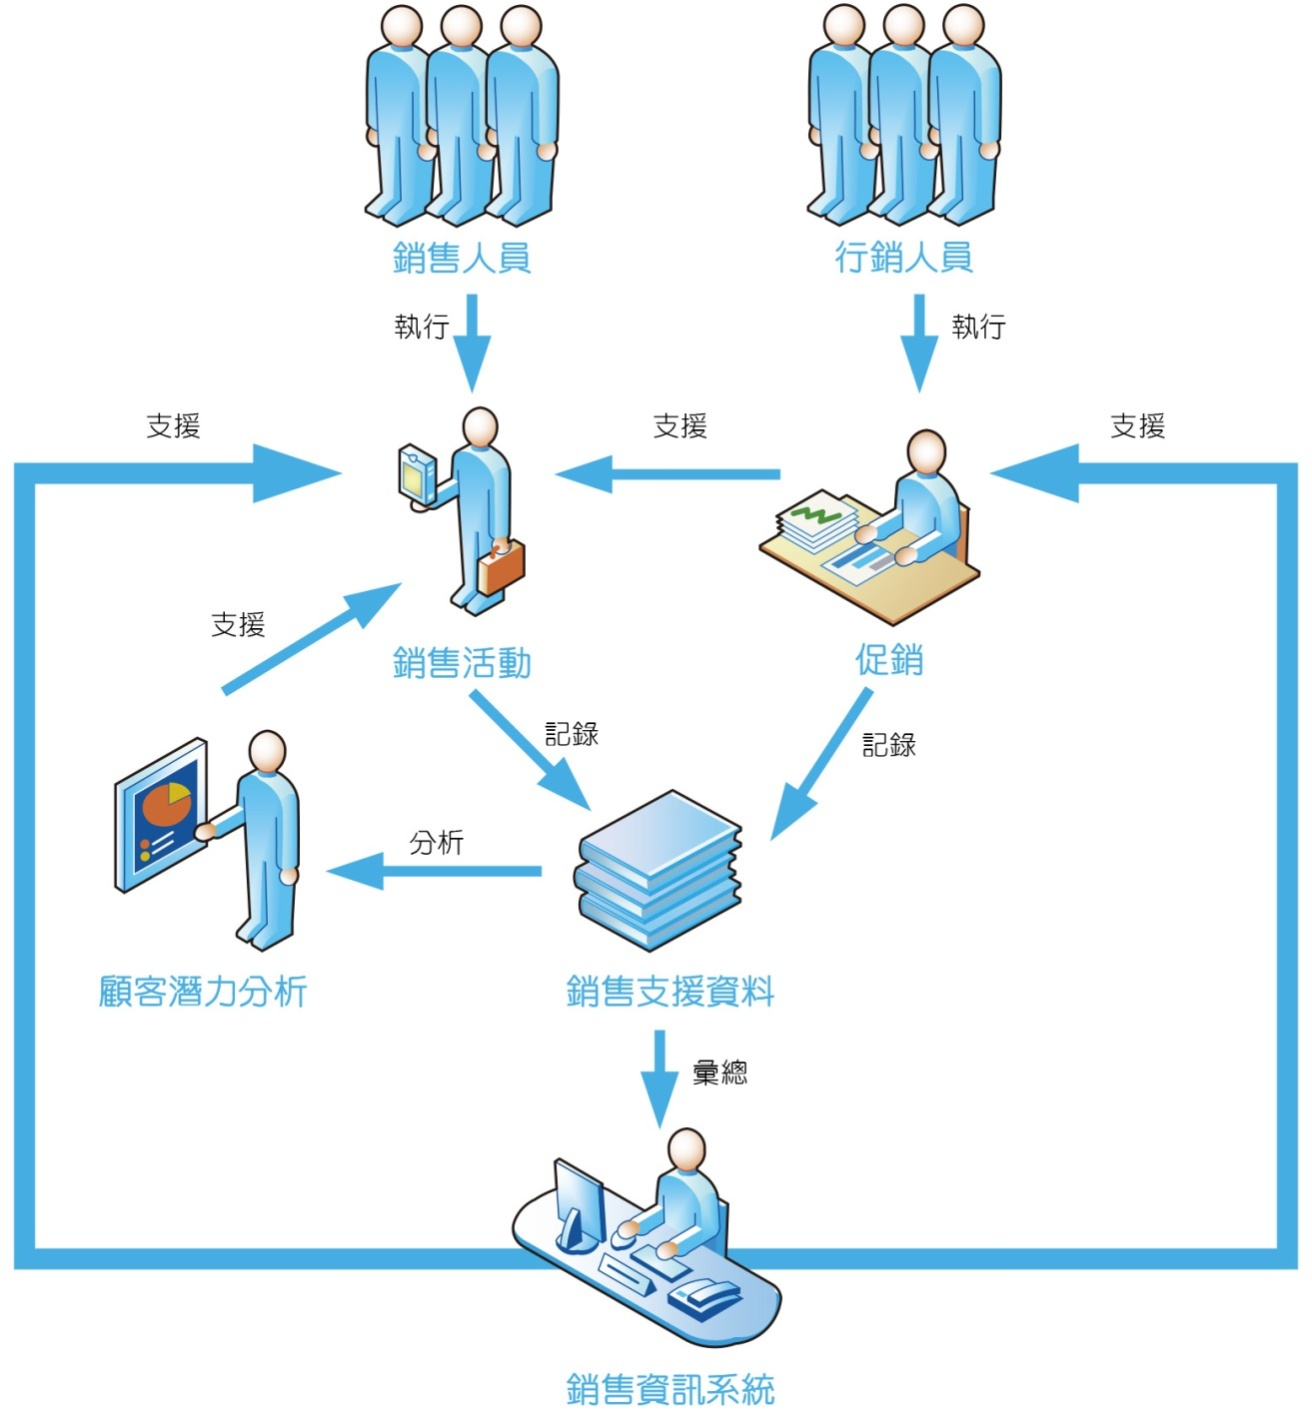 銷售人員
行銷人員
執行
執行
支援
支援
支援
支援
銷售活動
促銷
記錄
記錄
分析
顧客潛力分析
銷售支援資料
彙總
銷售資訊系統